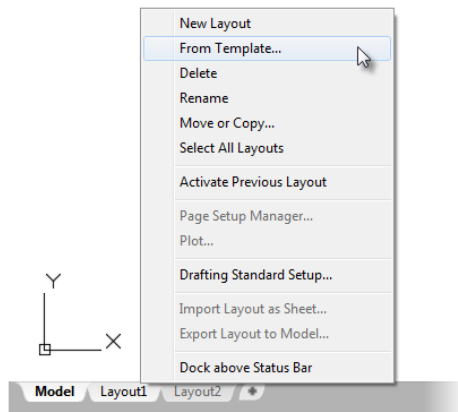 New Layout
From Template...
Delete
Rename
Move or Copy...
Select All Layouts
Activate Previous Layout
Page Setup Manager...
Plot...
Drafting Standard Setup...
Import Layout as Sheet...
Export Layout to Model...
Dock above Status Bar
Y
X
Model Layout1 Layout2 +